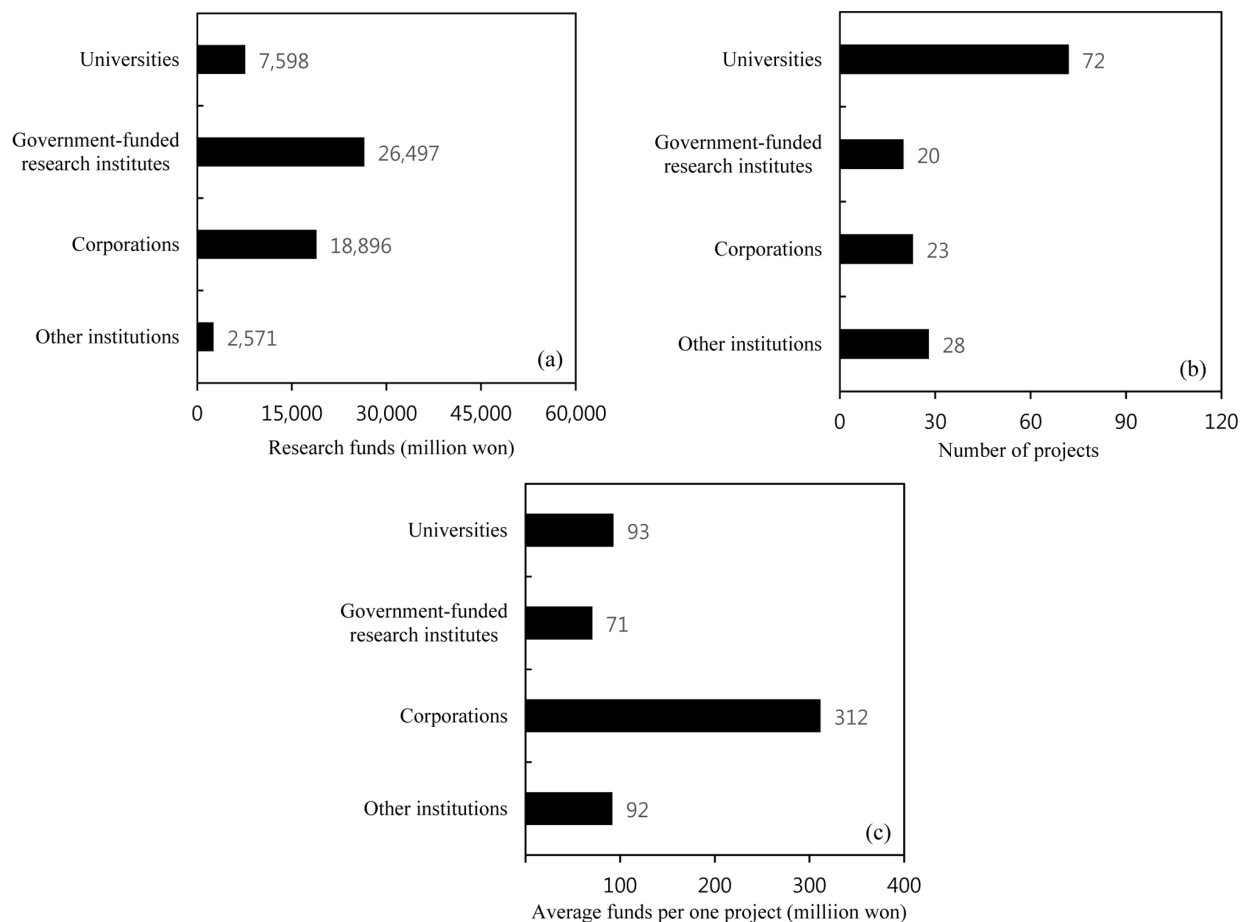 Universities
7,598
Government-funded
research institutes
26,497
Corporations
18,896
Other institutions
2,571
(a)
0
15,000
30,000
45,000
60,000
Research funds (million won)
Universities
72
Government-funded
research institutes
20
Corporations
23
Other institutions
28
(b)
0
30
60
90
120
Number of projects
Universities
93
Government-funded
research institutes
71
Corporations
312
Other institutions
92
(c)
100
200
300
400
Average funds per one project (milliion won)